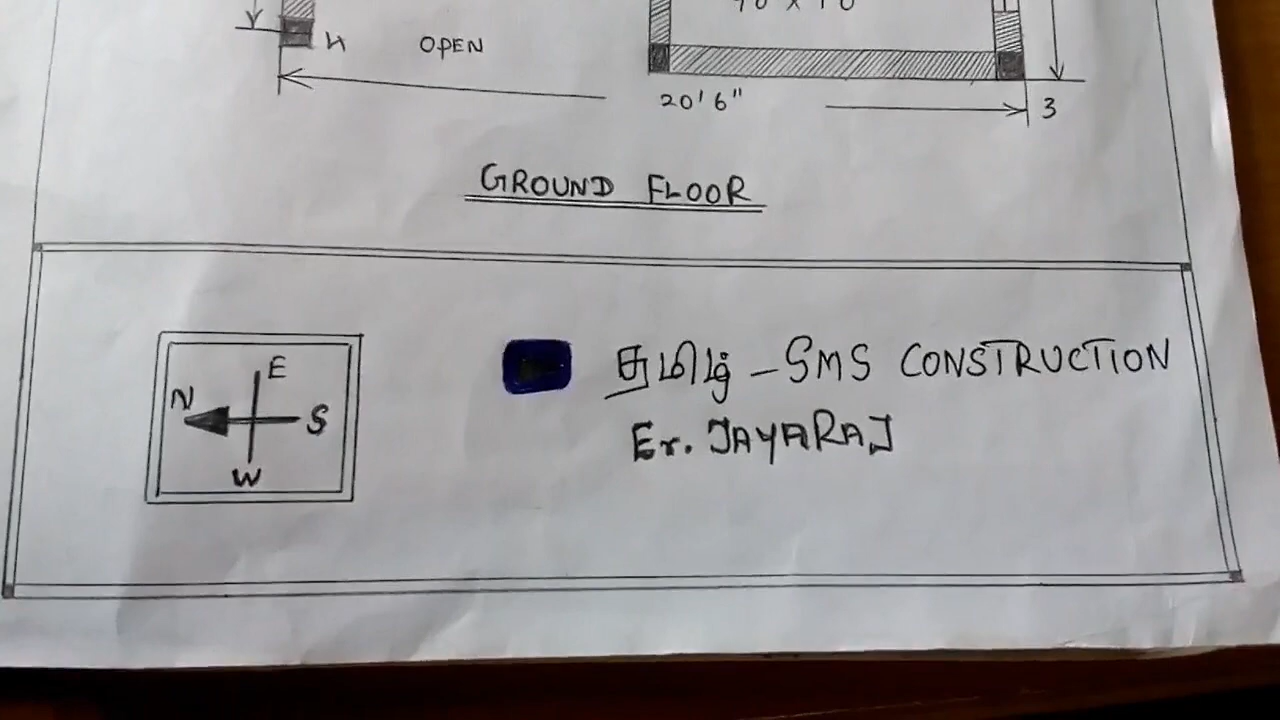 OPEN
20' 6"
3
GROUND FLOOR
E
N
S
W
தமிழ் - SMS CONSTRUCTION
Er. JAYARAJ